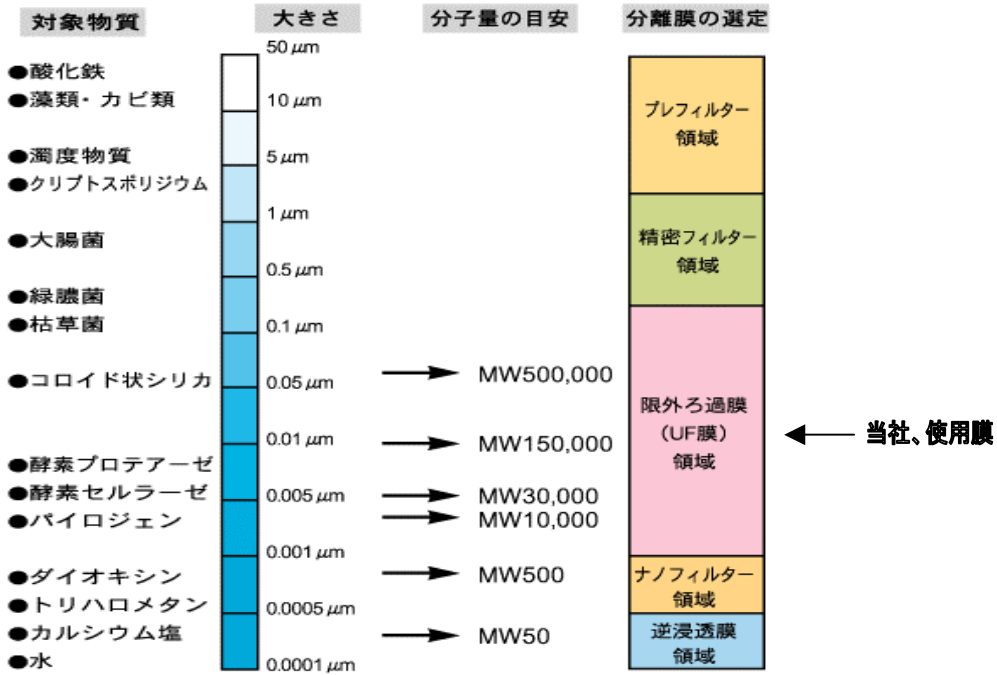 対象物質
大きさ
分子量の目安
分離膜の選定
●酸化鉄
●藻類・カビ類
●濁度物質
●クリプトスポリジウム
●大腸菌
●緑膿菌
●枯草菌
●コロイド状シリカ
●酵素プロテアーゼ
●酵素セルラーゼ
●パイロジェン
●ダイオキシン
●トリハロメタン
●カルシウム塩
●水
50 μm
10 μm
5 μm
1 μm
0.5 μm
0.1 μm
0.05 μm
0.01 μm
0.005 μm
0.001 μm
0.0005 μm
0.0001 μm
MW500,000
MW150,000
MW30,000
MW10,000
MW500
MW50
プレフィルター
領域
精密フィルター
領域
限外ろ過膜
(UF膜)
領域
ナノフィルター
領域
逆浸透膜
領域
当社、使用膜